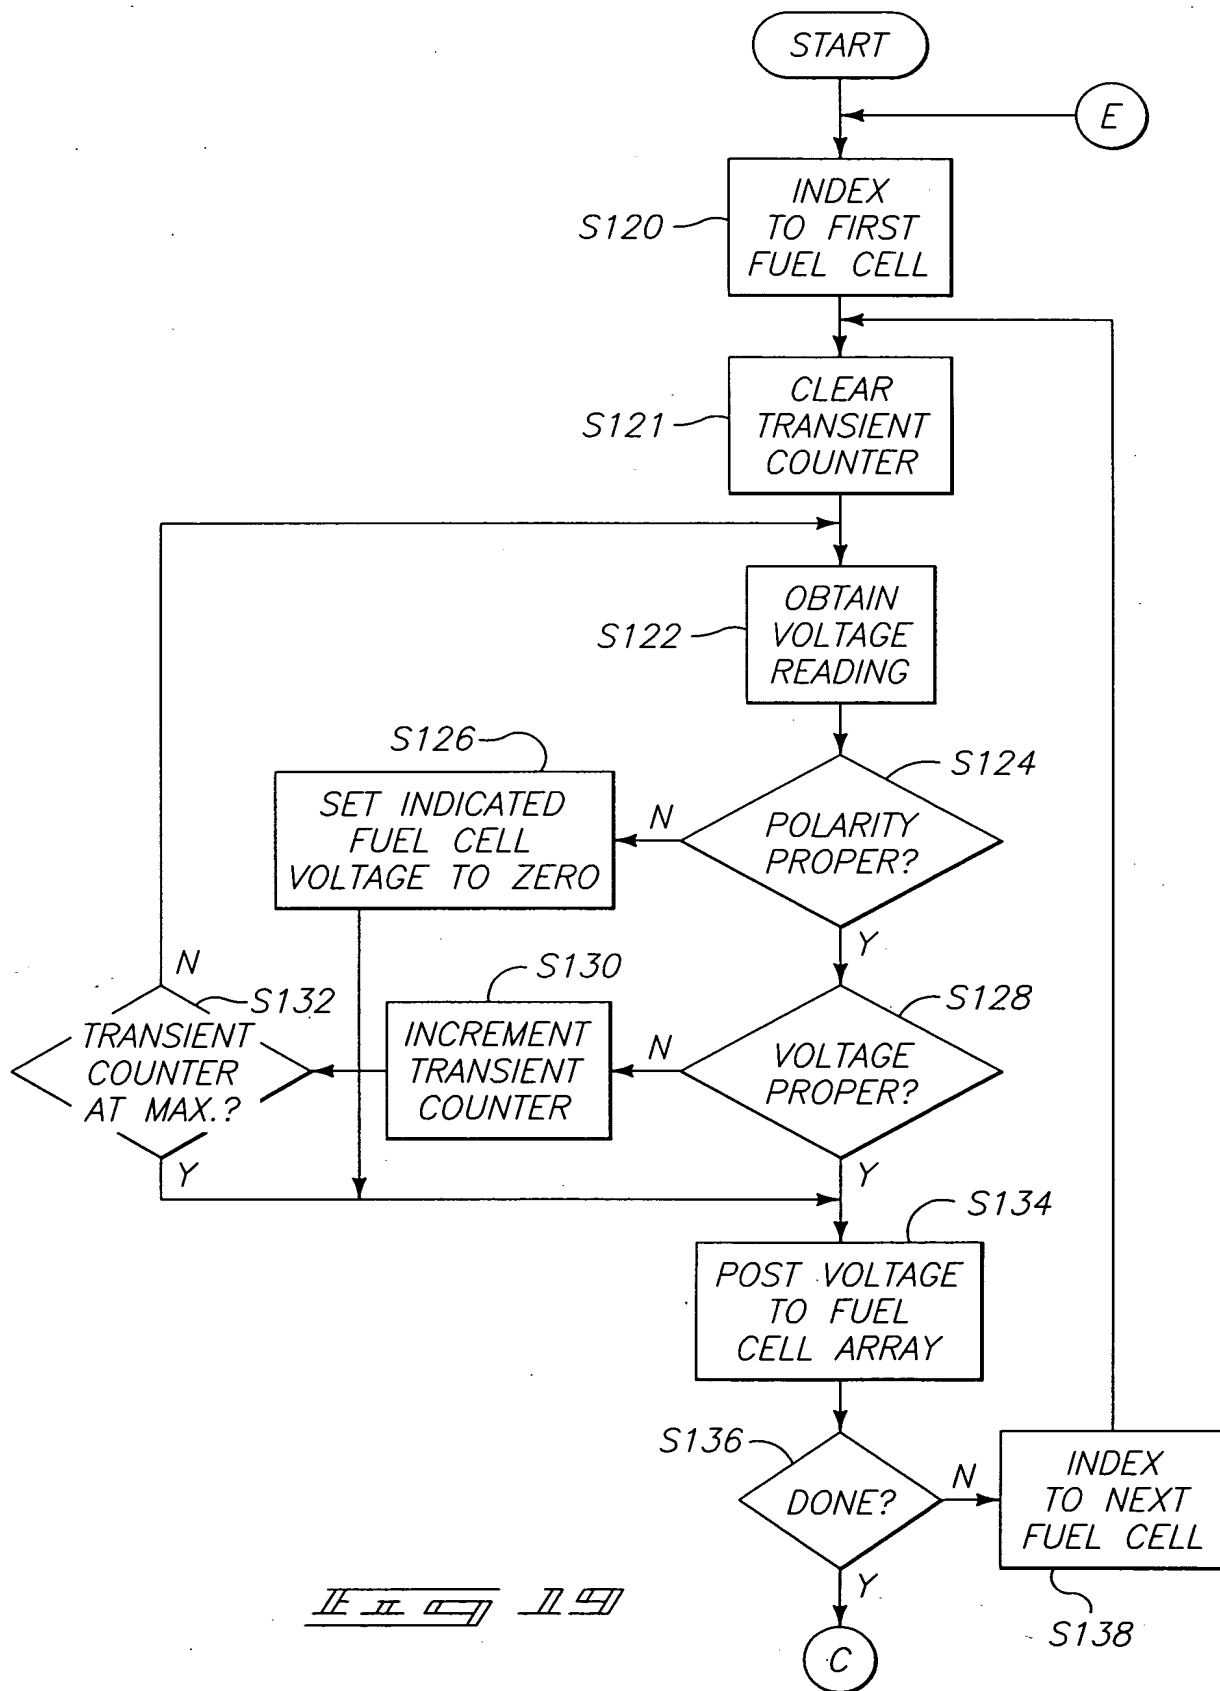 START
E
INDEX
TO FIRST
FUEL CELL
S120
CLEAR
TRANSIENT
COUNTER
S121
OBTAIN
VOLTAGE
READING
S122
S126
S124
SET INDICATED
FUEL CELL
VOLTAGE TO ZERO
N
POLARITY
PROPER?
Y
N
S132
S130
S128
TRANSIENT
COUNTER
AT MAX.?
INCREMENT
TRANSIENT
COUNTER
N
VOLTAGE
PROPER?
Y
Y
S134
POST VOLTAGE
TO FUEL
CELL ARRAY
S136
DONE?
N
INDEX
TO NEXT
FUEL CELL
Y
S138
C
FIG 19